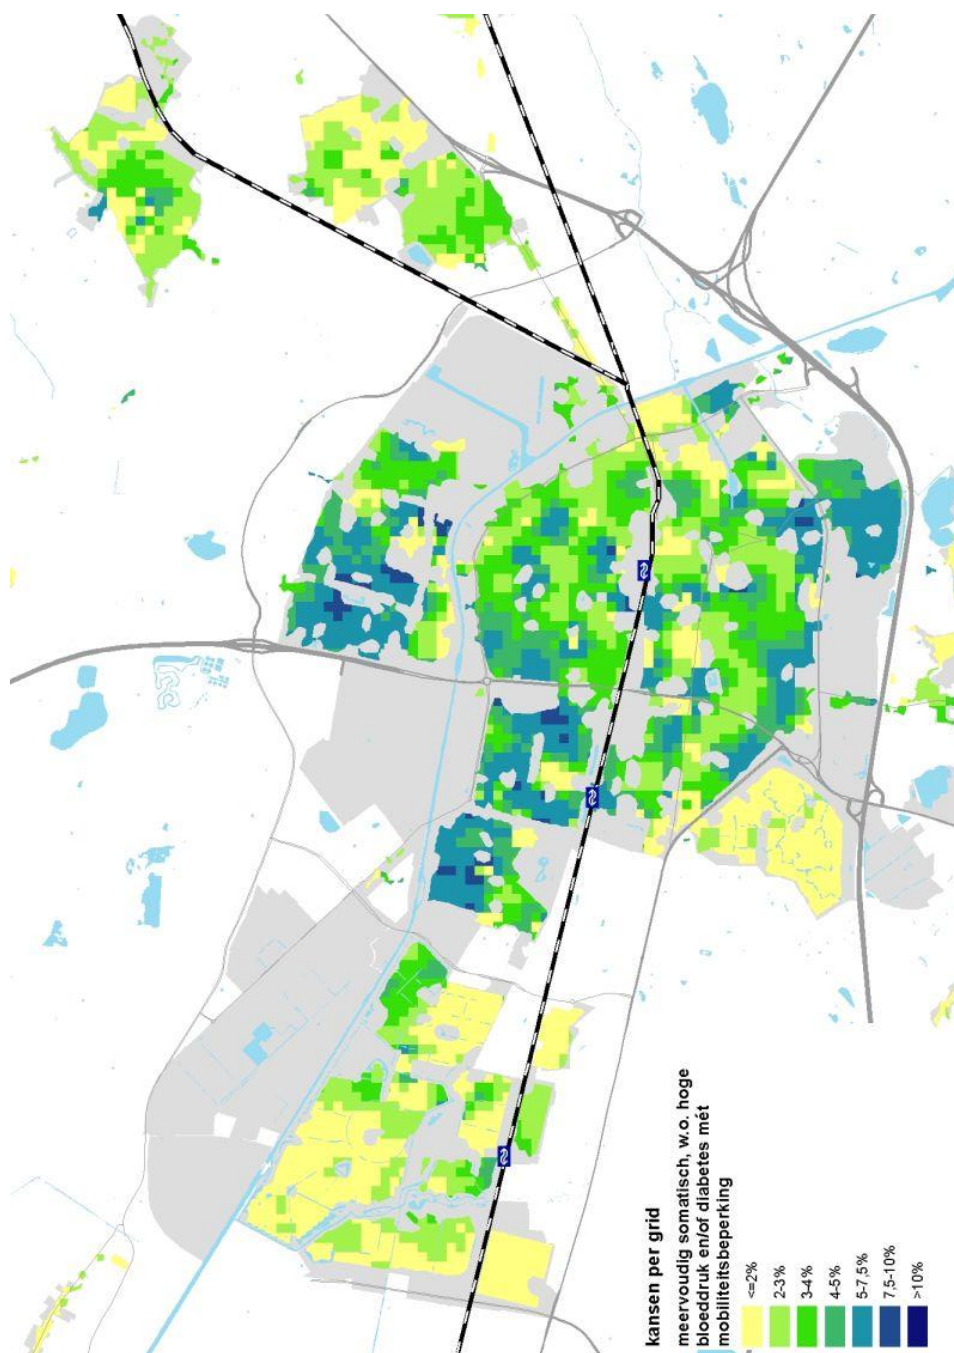 kansen per grid
meervoudig somatisch, w.o. hoge
bloeddruk en/of diabetes mét
mobiliteitsbeperking
<=2%
2-3%
3-4%
4-5%
5-7,5%
7,5-10%
>10%